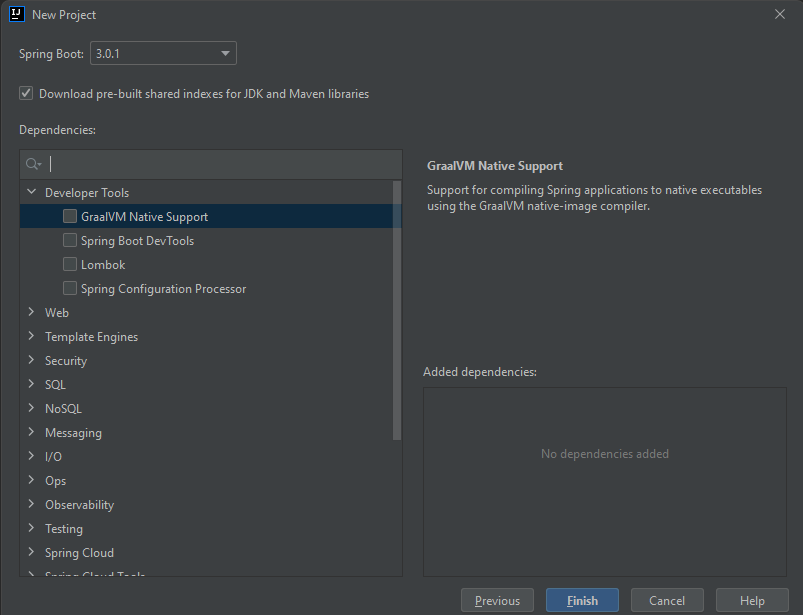 New Project
Spring Boot: 3.0.1
Download pre-built shared indexes for JDK and Maven libraries
Dependencies:
Developer Tools
GraalVM Native Support
Spring Boot DevTools
Lombok
Spring Configuration Processor
Web
Template Engines
Security
SQL
NoSQL
Messaging
I/O
Ops
Observability
Testing
Spring Cloud
Spring Cloud Tools
GraalVM Native Support
Support for compiling Spring applications to native executables
using the GraalVM native-image compiler.
Added dependencies:
No dependencies added
Previous
Finish
Cancel
Help